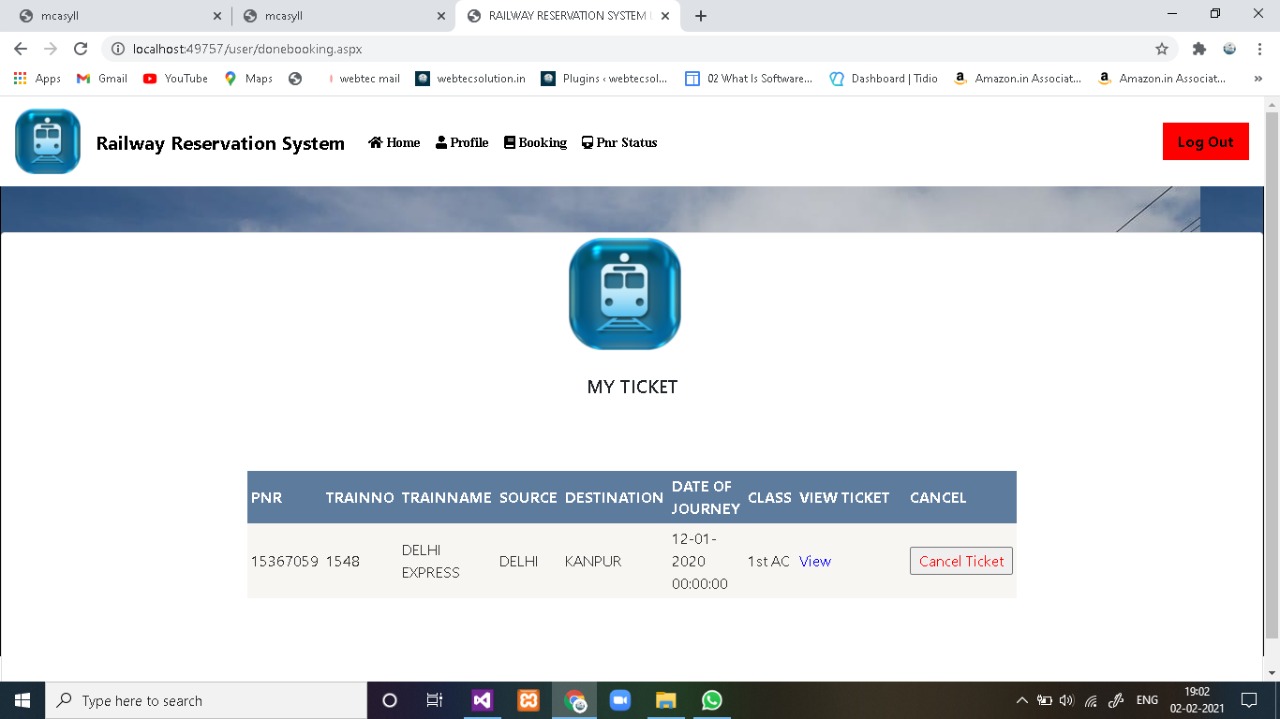 mcasyll
mcasyll
RAILWAY RESERVATION SYSTEM
localhost:49757/user/donebooking.aspx
Apps
Gmail
YouTube
Maps
webtec mail
webtecsolution.in
Plugins ‹ webtecsol...
02 What Is Software...
Dashboard | Tidio
Amazon.in Associat...
Amazon.in Associat...
»
Railway Reservation System
Home
Profile
Booking
Pnr Status
Log Out
MY TICKET
PNR TRAINNO TRAINNAME SOURCE DESTINATION DATE OF JOURNEY CLASS VIEW TICKET CANCEL
15367059 1548 DELHI EXPRESS DELHI KANPUR 12-01-2020 00:00:00 1st AC View Cancel Ticket
Type here to search
ENG
19:02
02-02-2021